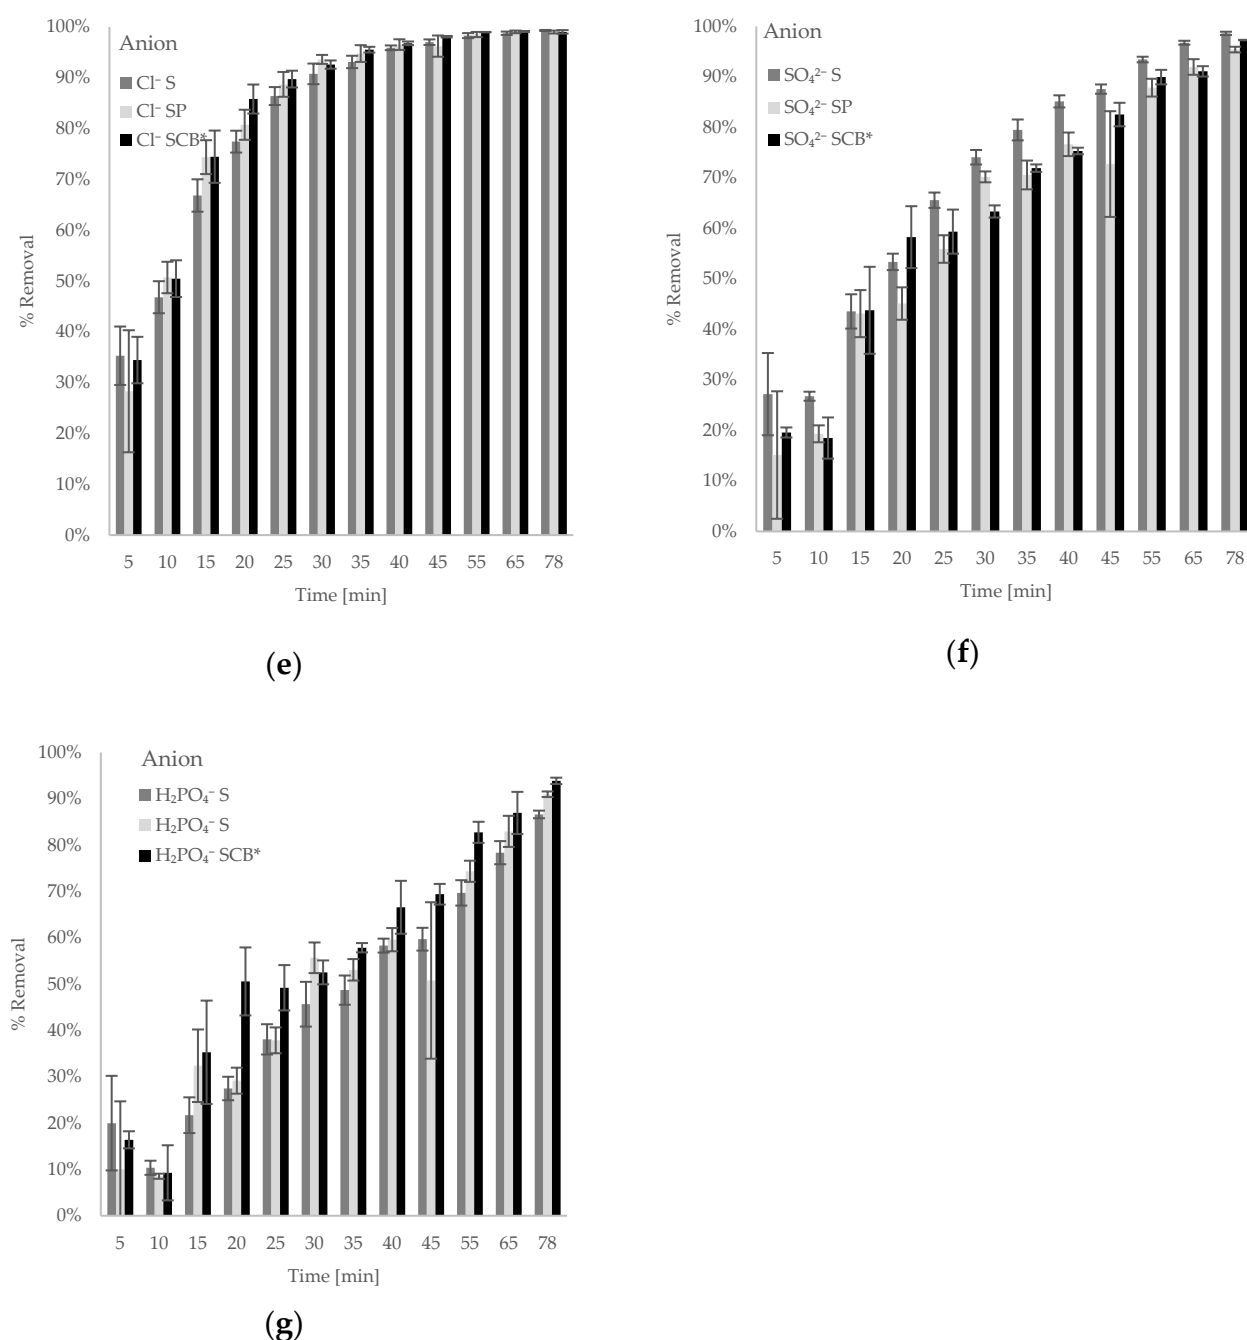 100%
90%
80%
70%
60%
50%
40%
30%
20%
10%
0%
% Removal
Anion
Cl⁻ S
Cl⁻ SP
Cl⁻ SCB*
5 10 15 20 25 30 35 40 45 55 65 78
Time [min]
(e)
100%
90%
80%
70%
60%
50%
40%
30%
20%
10%
0%
% Removal
Anion
SO₄²⁻ S
SO₄²⁻ SP
SO₄²⁻ SCB*
5 10 15 20 25 30 35 40 45 55 65 78
Time [min]
(f)
100%
90%
80%
70%
60%
50%
40%
30%
20%
10%
0%
% Removal
Anion
H₂PO₄⁻ S
H₂PO₄⁻ S
H₂PO₄⁻ SCB*
5 10 15 20 25 30 35 40 45 55 65 78
Time [min]
(g)